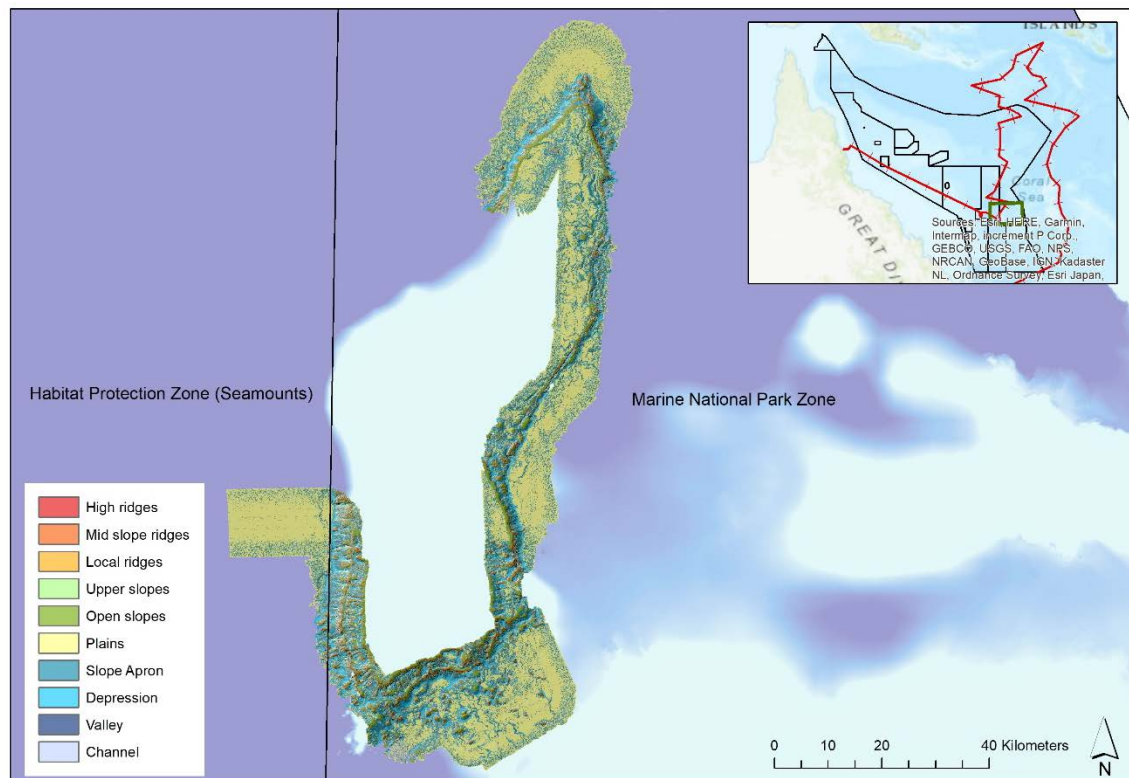 ISLANDS
Coral
Sea
GREAT DI
Sources: Esri, HERE, Garmin,
Intermap, increment P Corp.,
GEBCO, USGS, FAO, NPS,
NRCAN, GeoBase, IGN, Kadaster
NL, Ordnance Survey, Esri Japan,
Habitat Protection Zone (Seamounts)
Marine National Park Zone
High ridges
Mid slope ridges
Local ridges
Upper slopes
Open slopes
Plains
Slope Apron
Depression
Valley
Channel
0 10 20 40 Kilometers
N